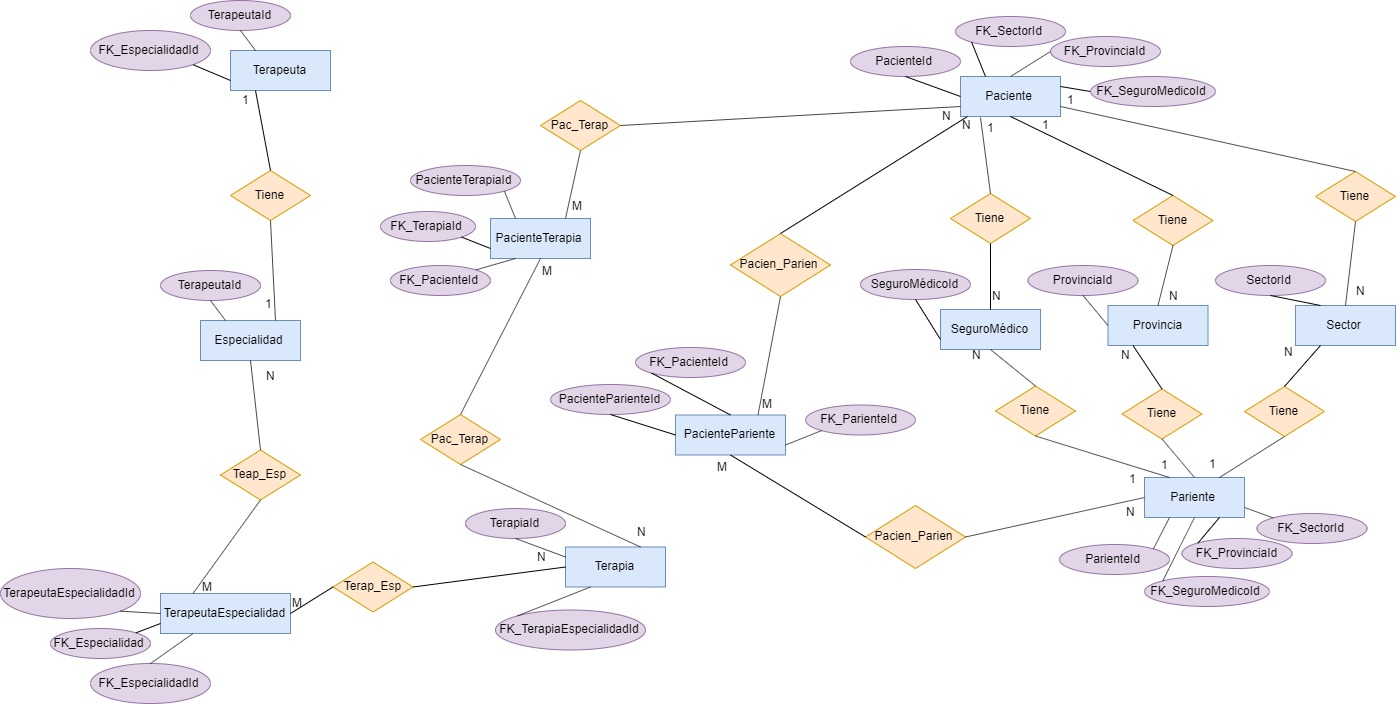 TerapeutaId
FK_EspecialidadId
Terapeuta
1
Tiene
TerapeutaId
1
Especialidad
N
Teap_Esp
M
TerapeutaEspecialidadId
TerapeutaEspecialidad
M
FK_Especialidad
FK_EspecialidadId
Terap_Esp
Pac_Terap
PacienteTerapiaId
M
FK_TerapiaId
PacienteTerapia
FK_PacienteId
M
Pac_Terap
TerapiaId
N
N
Terapia
FK_TerapiaEspecialidadId
FK_SectorId
PacienteId
FK_ProvinciaId
FK_SeguroMedicoId
Paciente
1
N
N
1
1
Tiene
Tiene
Tiene
Pacien_Parien
SeguroMédicoId
ProvinciaId
SectorId
N
N
N
SeguroMédico
Provincia
Sector
N
N
N
FK_PacienteId
PacienteParienteId
M
FK_ParienteId
PacientePariente
M
Tiene
Tiene
Tiene
1
1
1
Pariente
N
Pacien_Parien
FK_SectorId
ParienteId
FK_ProvinciaId
FK_SeguroMedicoId